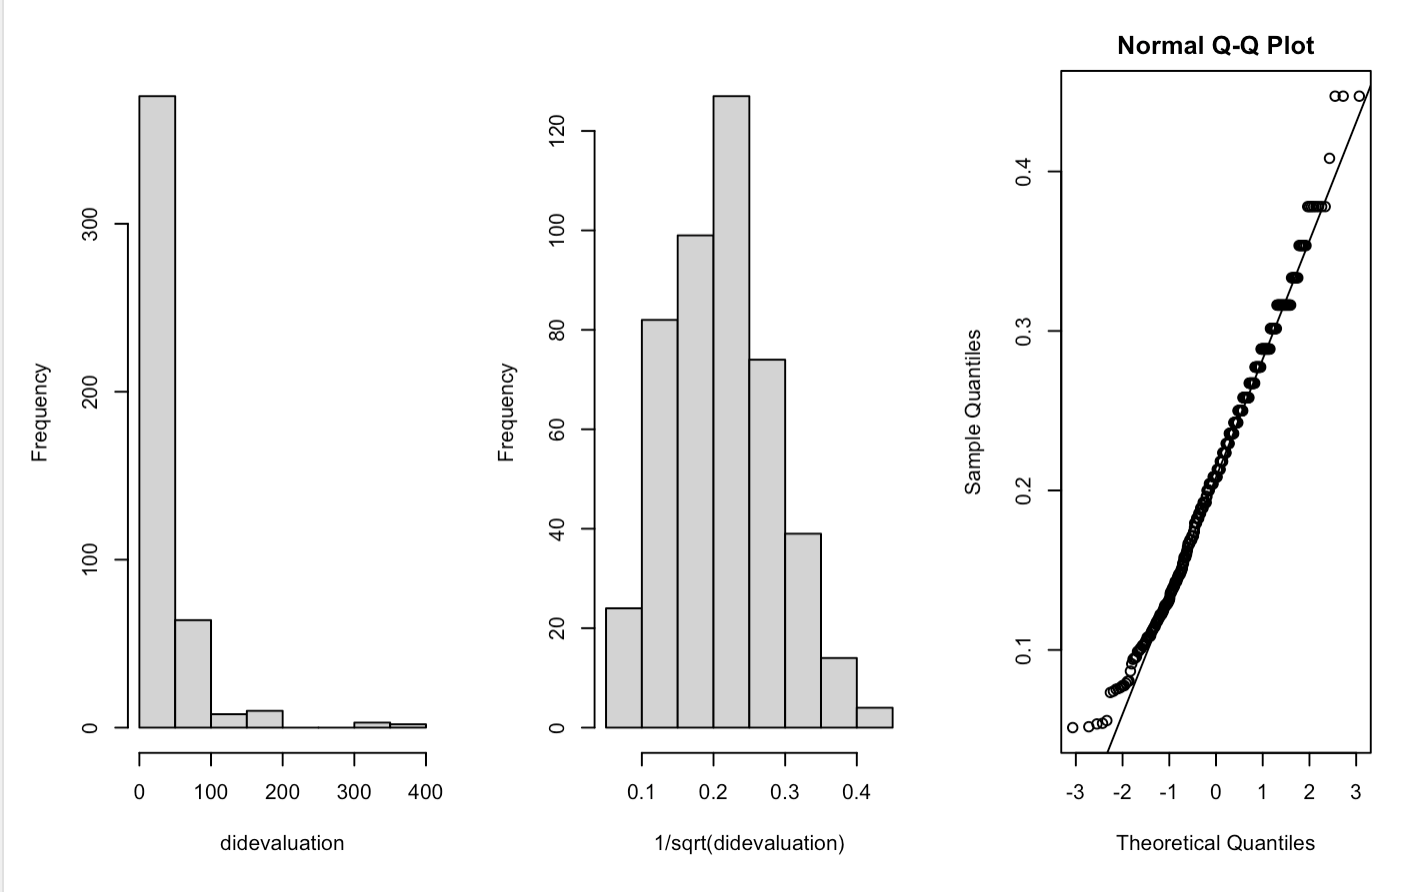 Frequency
300
200
100
0
0 100 200 300 400
didevaluation
Frequency
120
100
80
60
40
20
0
0.1 0.2 0.3 0.4
1/sqrt(didevaluation)
Normal Q-Q Plot
Sample Quantiles
0.4
0.3
0.2
0.1
-3 -2 -1 0 1 2 3
Theoretical Quantiles